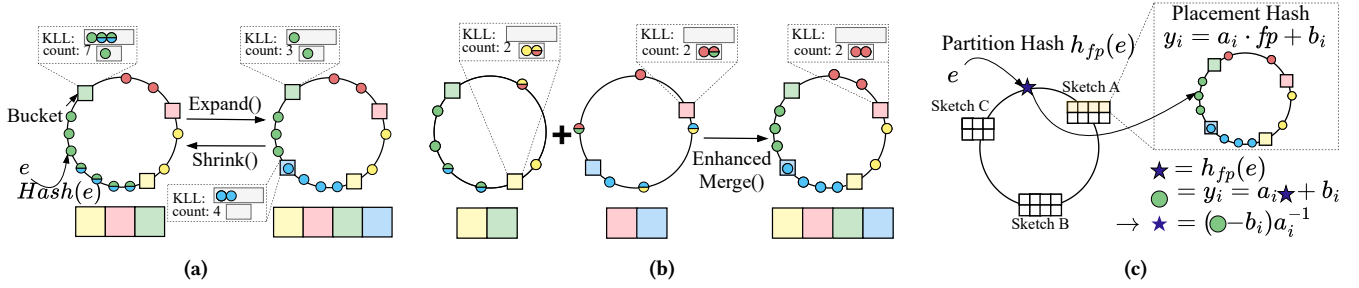 KLL:
count: 7
KLL:
count: 3
Bucket
Expand()
Shrink()
e
Hash(e)
KLL:
count: 4
(a)
KLL:
count: 2
KLL:
count: 2
KLL:
count: 2
+
Enhanced
Merge()
(b)
Partition Hash h_{fp}(e)
e
Sketch A
Sketch C
Sketch B
Placement Hash
y_i = a_i · fp + b_i
★ = h_{fp}(e)
= y_i = a_i★ + b_i
→ ★ = (●−b_i)a_i^{-1}
(c)